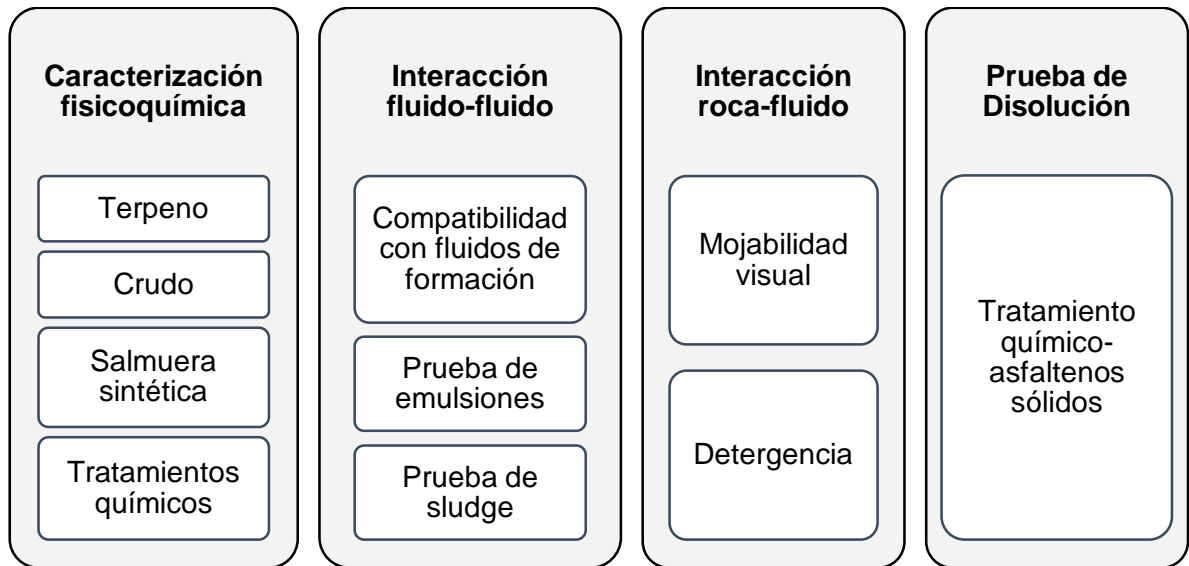 Caracterización
fisicoquímica
Terpeno
Crudo
Salmuera
sintética
Tratamientos
químicos
Interacción
fluido-fluido
Compatibilidad
con fluidos de
formación
Prueba de
emulsiones
Prueba de
sludge
Interacción
roca-fluido
Mojabilidad
visual
Detergencia
Prueba de
Disolución
Tratamiento
químico-
asfaltenos
sólidos